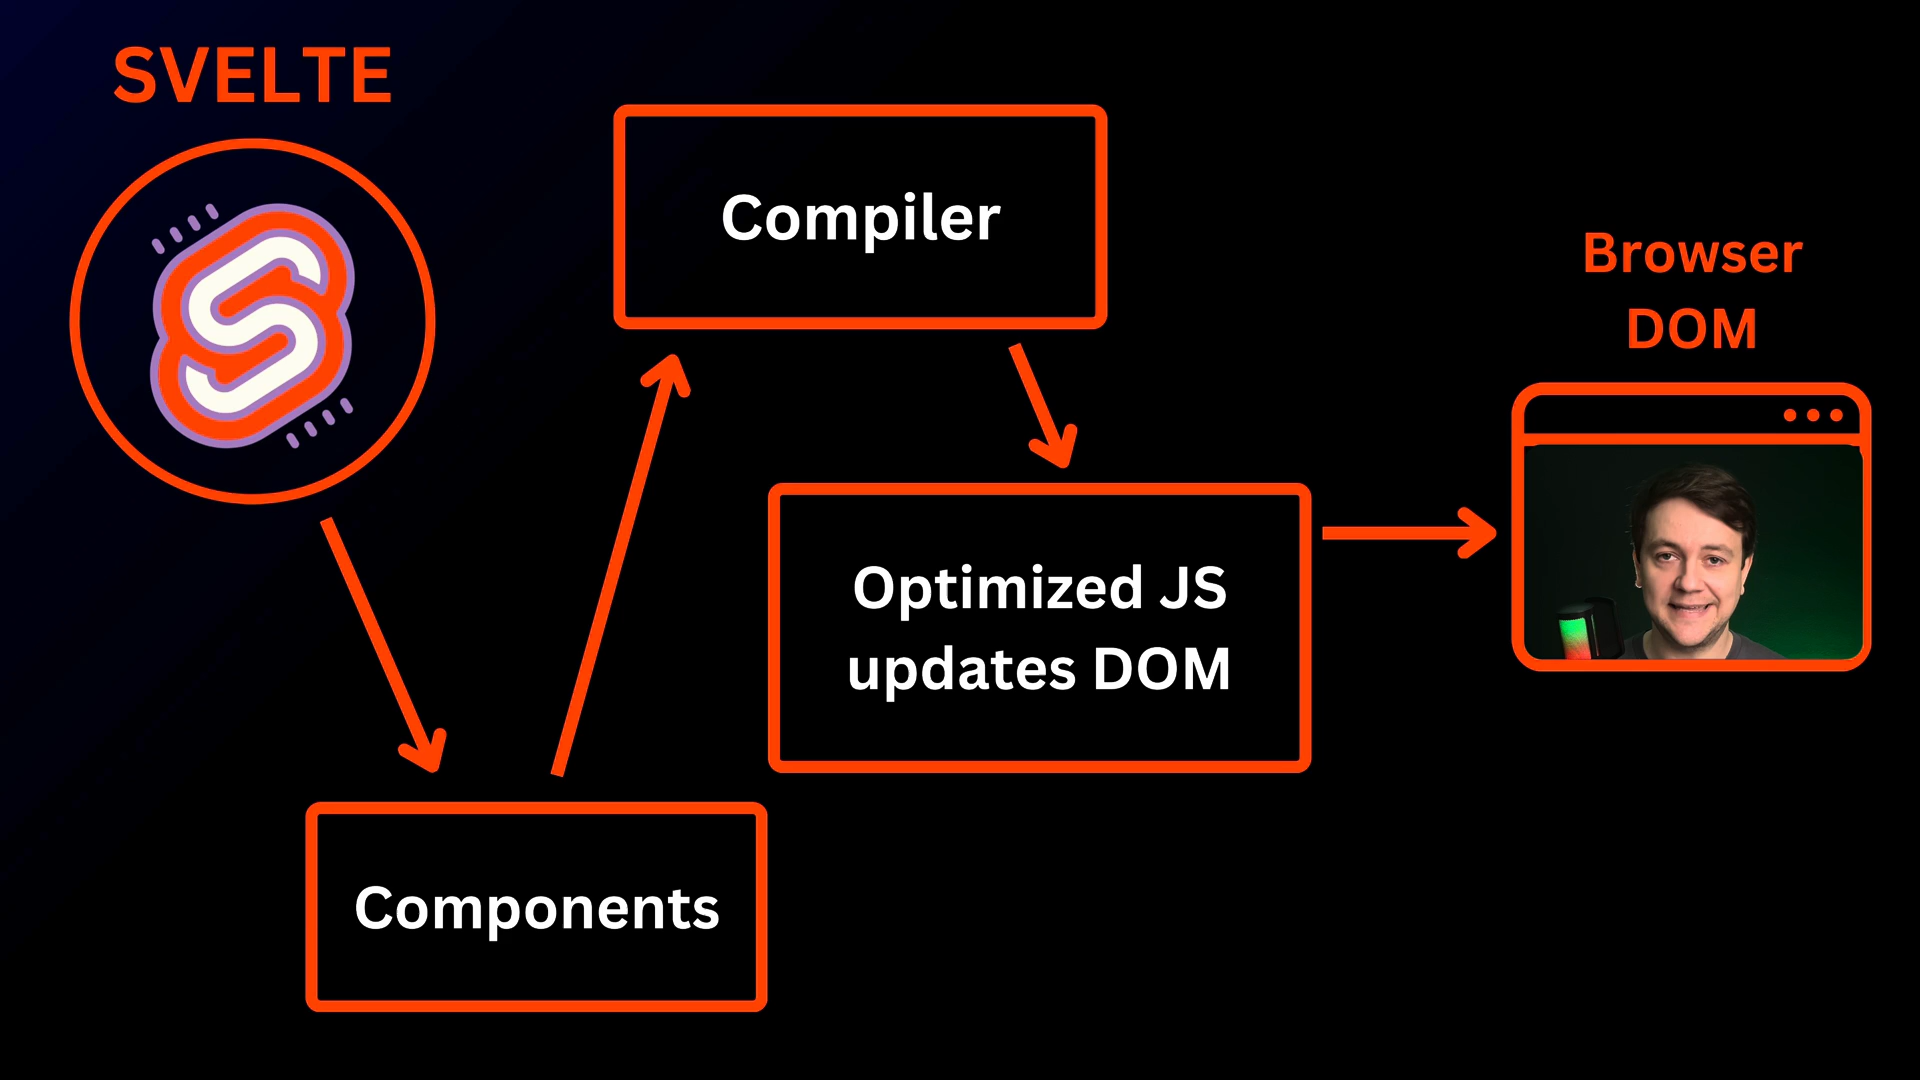 SVELTE
Compiler
Browser
DOM
Optimized JS
updates DOM
Components